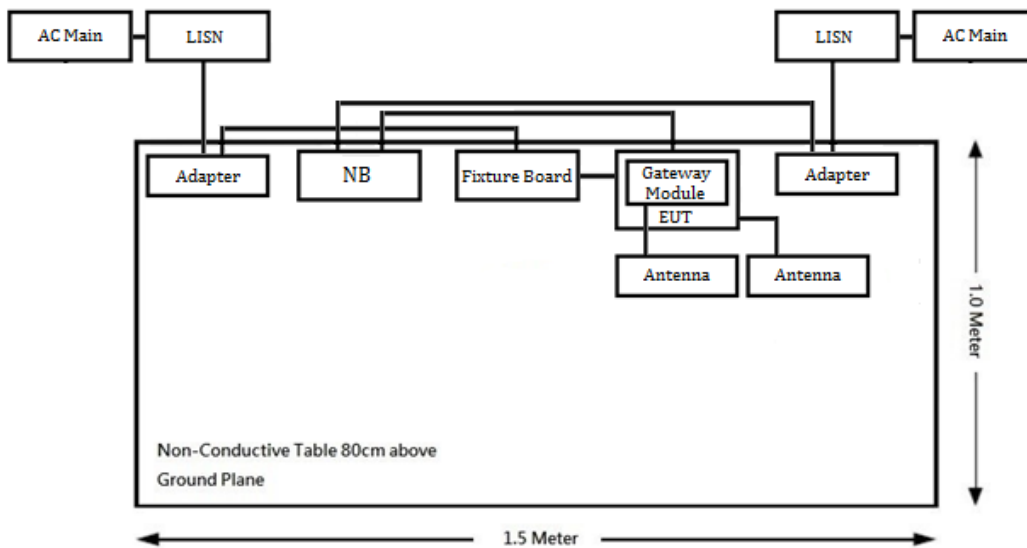 AC Main
LISN
LISN
AC Main
Adapter
NB
Fixture Board
Gateway
Module
EUT
Adapter
Antenna
Antenna
1.0 Meter
Non-Conductive Table 80cm above
Ground Plane
1.5 Meter